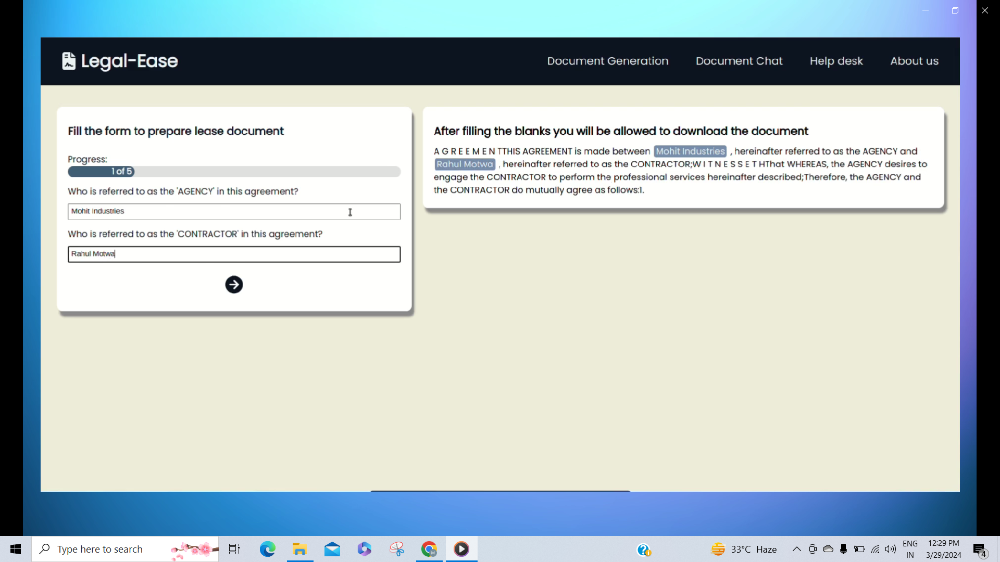 Legal-Ease
Document Generation
Document Chat
Help desk
About us
Fill the form to prepare lease document
Progress:
1 of 5
Who is referred to as the 'AGENCY' in this agreement?
Mohit Industries
Who is referred to as the 'CONTRACTOR' in this agreement?
Rahul Motwa
After filling the blanks you will be allowed to download the document
A G R E E M E N TTHIS AGREEMENT is made between Mohit Industries , hereinafter referred to as the AGENCY and
Rahul Motwa , hereinafter referred to as the CONTRACTOR;W I T N E S S E T HThat WHEREAS, the AGENCY desires to
engage the CONTRACTOR to perform the professional services hereinafter described;Therefore, the AGENCY and
the CONTRACTOR do mutually agree as follows:1.
Type here to search
33°C Haze
ENG
IN
12:29 PM
3/29/2024
4